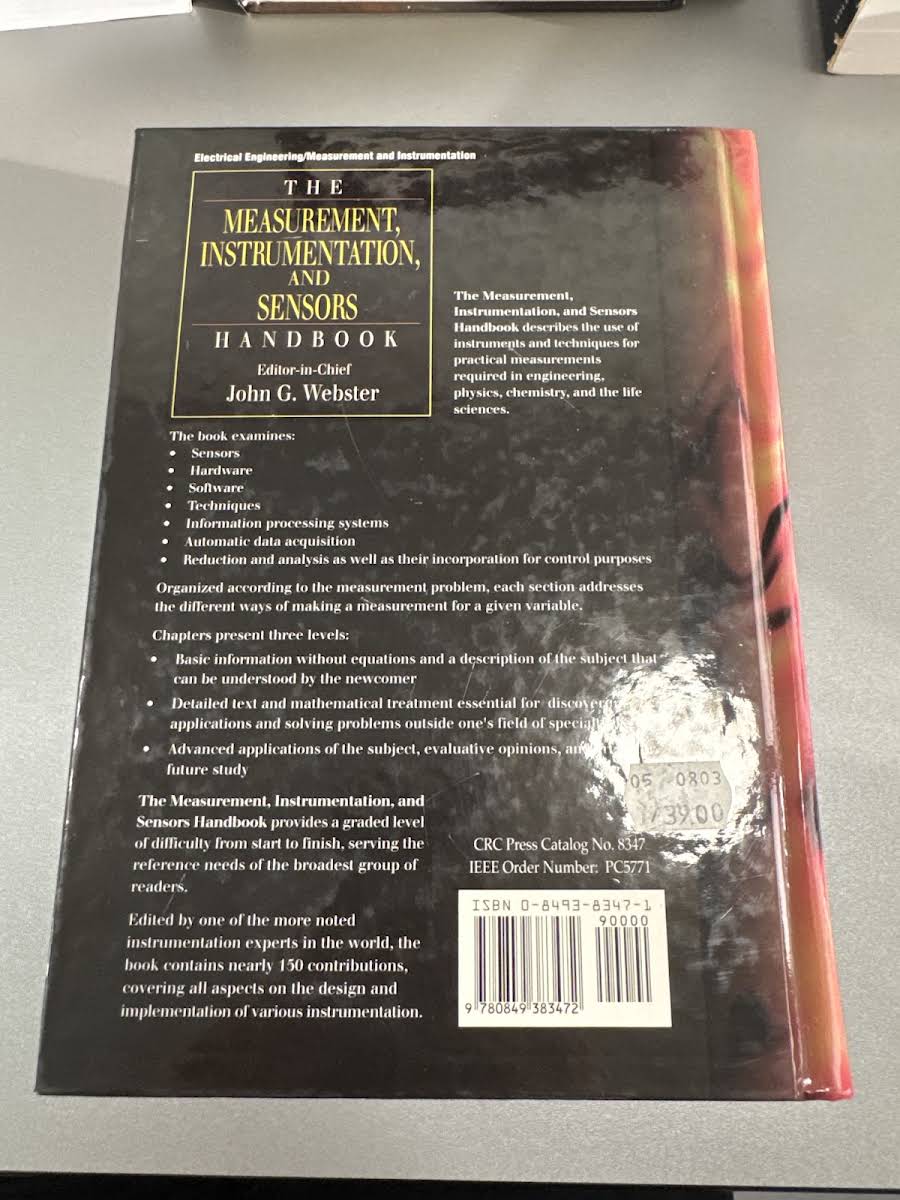 Electrical Engineering/Measurement and Instrumentation
THE
MEASUREMENT,
INSTRUMENTATION,
AND
SENSORS
HANDBOOK
Editor-in-Chief
John G. Webster
The Measurement,
Instrumentation, and Sensors
Handbook describes the use of
instruments and techniques for
practical measurements
required in engineering,
physics, chemistry, and the life
sciences.
The book examines:
• Sensors
• Hardware
• Software
• Techniques
• Information processing systems
• Automatic data acquisition
• Reduction and analysis as well as their incorporation for control purposes
Organized according to the measurement problem, each section addresses
the different ways of making a measurement for a given variable.
Chapters present three levels:
• Basic information without equations and a description of the subject that
can be understood by the newcomer
• Detailed text and mathematical treatment essential for
applications and solving problems outside one's field of
• Advanced applications of the subject, evaluative opinions,
future study
The Measurement, Instrumentation, and
Sensors Handbook provides a graded level
of difficulty from start to finish, serving the
reference needs of the broadest group of
readers.
Edited by one of the more noted
instrumentation experts in the world, the
book contains nearly 150 contributions,
covering all aspects on the design and
implementation of various instrumentation.
05 0803
139.00
CRC Press Catalog No. 8347
IEEE Order Number: PC5771
ISBN 0-8493-8347-1
90000
9 780849 383472